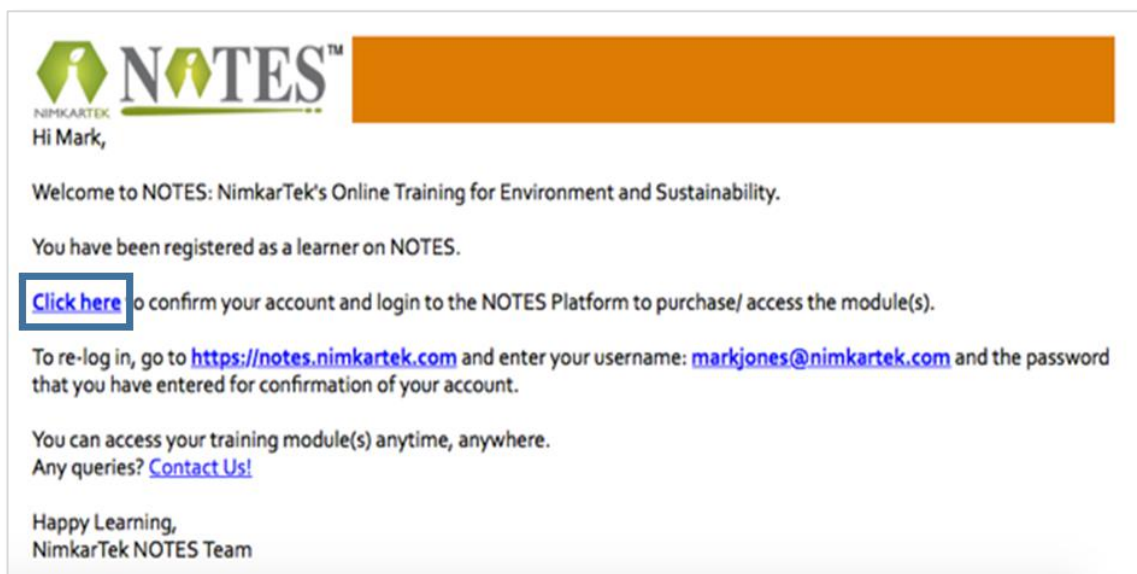 NIMKARTEK
NOTES™
Hi Mark,
Welcome to NOTES: NimkarTek's Online Training for Environment and Sustainability.
You have been registered as a learner on NOTES.
Click here to confirm your account and login to the NOTES Platform to purchase/ access the module(s).
To re-log in, go to https://notes.nimkartek.com and enter your username: markjones@nimkartek.com and the password
that you have entered for confirmation of your account.
You can access your training module(s) anytime, anywhere.
Any queries? Contact Us!
Happy Learning,
NimkarTek NOTES Team